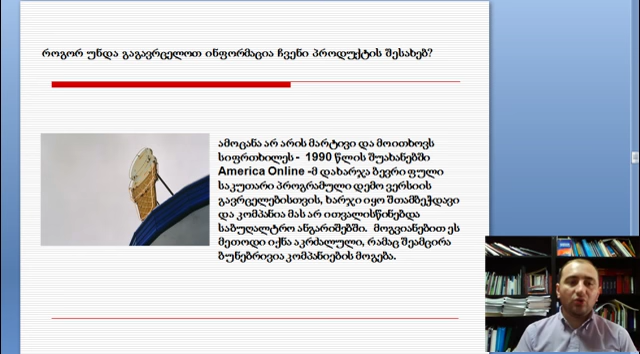 როგორ უნდა გაგავრცელოთ ინფორმაცია ჩვენი პროდუქტის შესახებ?
ამოცანა არ არის მარტივი და მოითხოვს
სიფრთხილეს - 1990 წლის შუახანებში
America Online -მ დახარჯა ბევრი ფული
საკუთარი პროგრამული დემო ვერსიის
გავრცელებისთვის, ხარჯი იყო შთამბეჭდავი
და კომპანია მას არ ითვალისწინებდა
საბუღალტრო ანგარიშებში. მოგვიანებით ეს
მეთოდი იქნა აკრძალული, რამაც შეამცირა
ბუნებრივია კომპანიების მოგება.